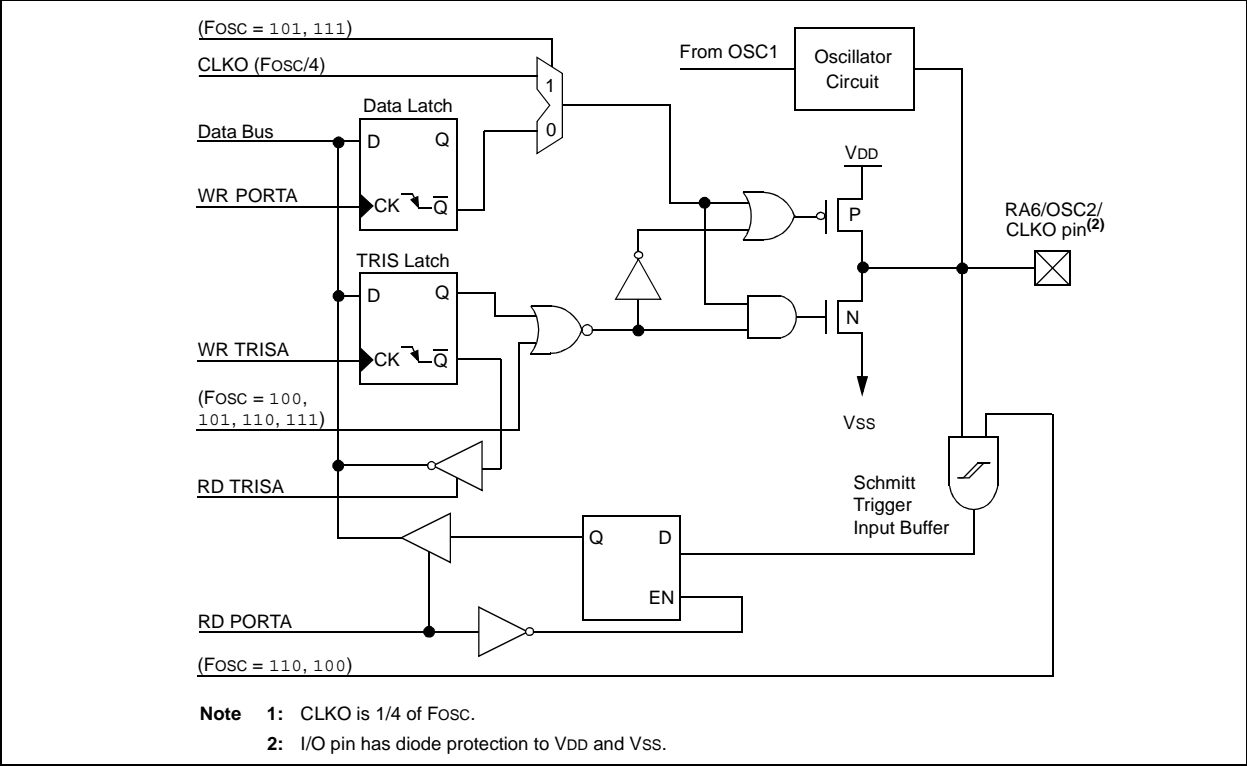 (FOSC = 101, 111)
CLKO (FOSC/4)
From OSC1
Oscillator
Circuit
1
0
Data Latch
Data Bus
D
Q
WR PORTA
CK
Q̅
VDD
P
RA6/OSC2/
CLKO pin(2)
TRIS Latch
D
Q
N
WR TRISA
CK
Q̅
(FOSC = 100,
101, 110, 111)
VSS
RD TRISA
Schmitt
Trigger
Input Buffer
Q
D
EN
RD PORTA
(FOSC = 110, 100)
Note 1: CLKO is 1/4 of FOSC.
2: I/O pin has diode protection to VDD and VSS.